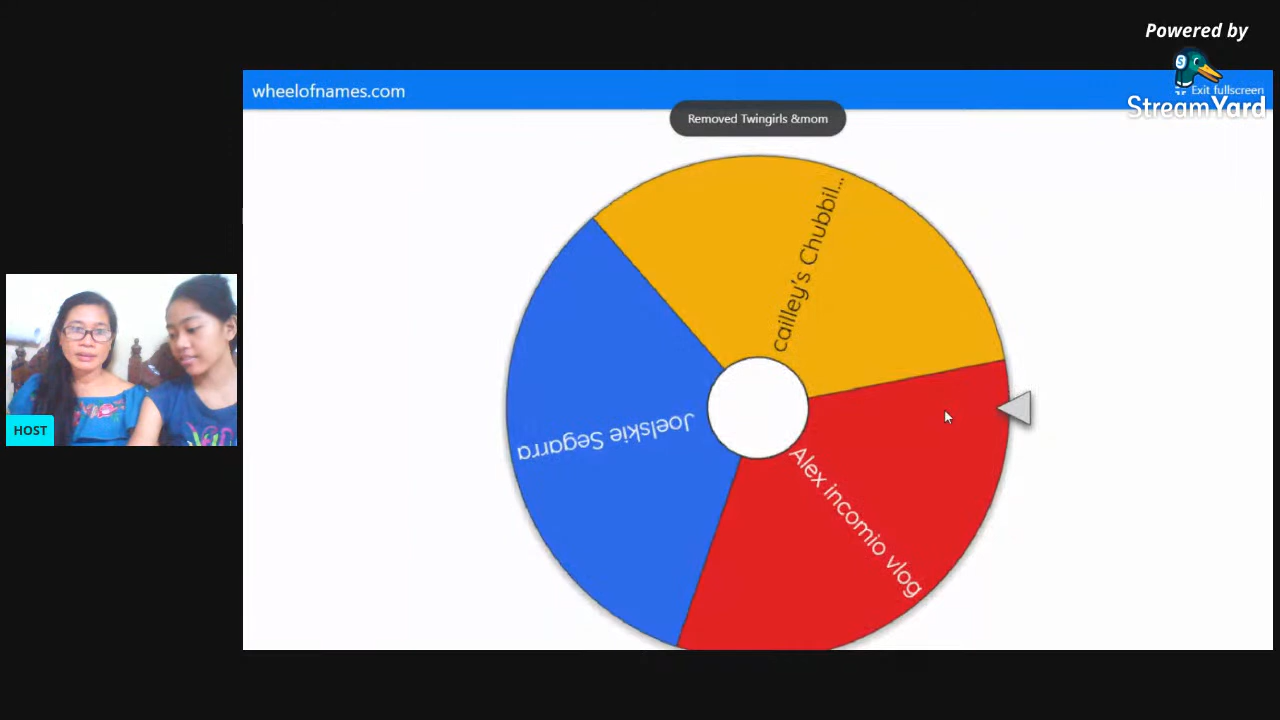 Powered by
StreamYard
wheelofnames.com
Exit fullscreen
Removed Twingirls &mom
cailley's Chubbil...
Joelskie Segarra
Alex incomio vlog
HOST